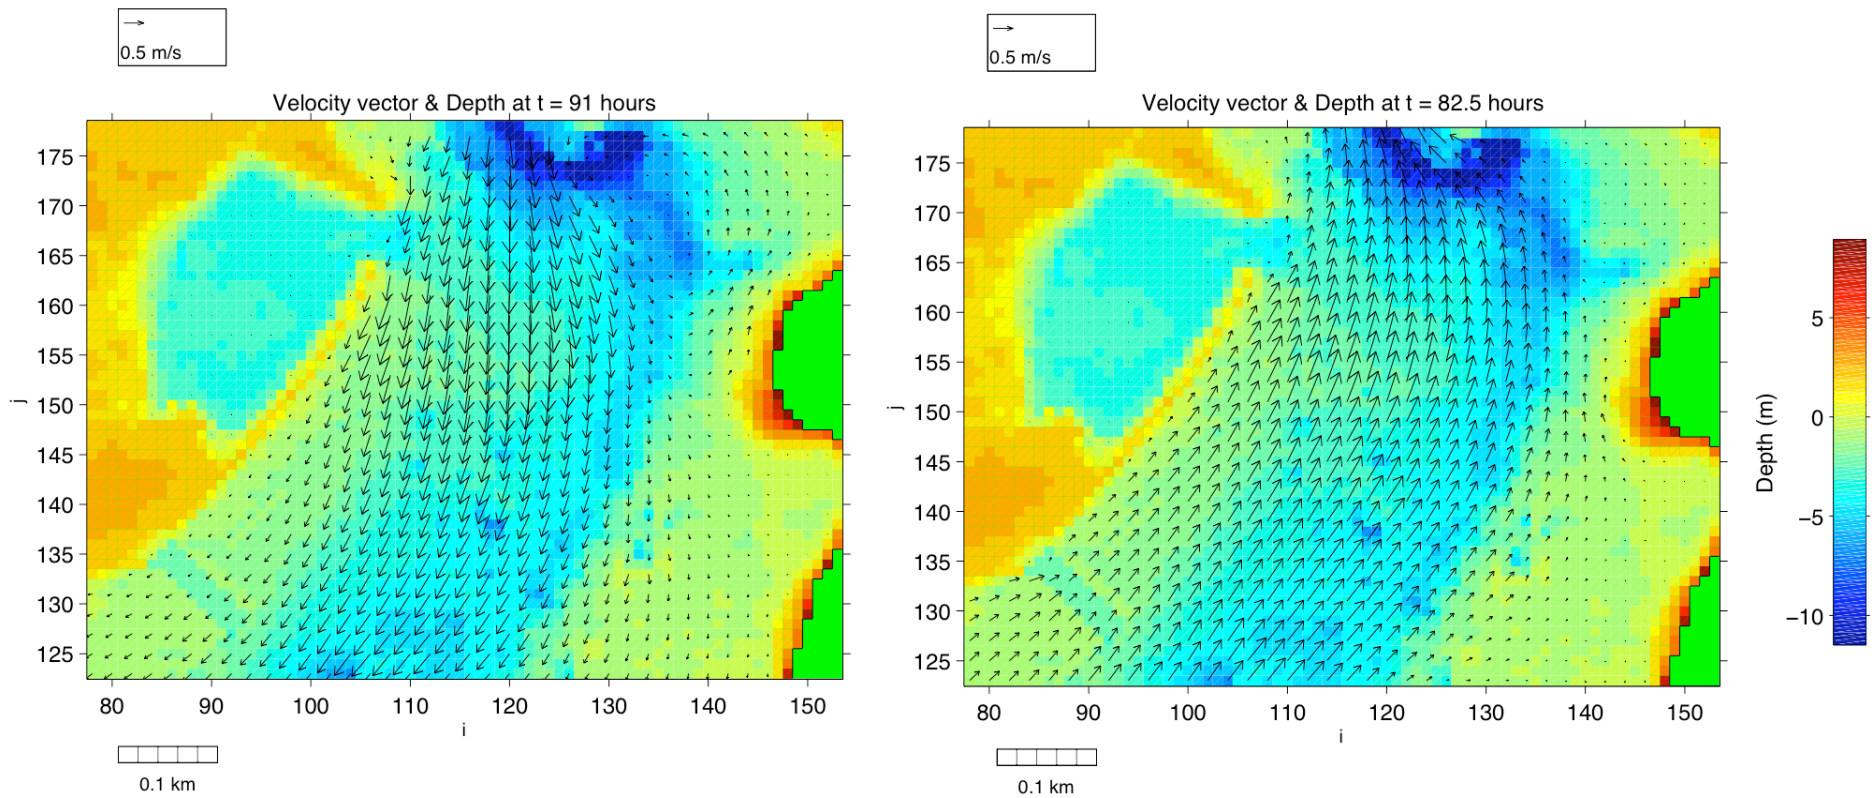 0.5 m/s
0.5 m/s
Velocity vector & Depth at t = 91 hours
Velocity vector & Depth at t = 82.5 hours
175
170
165
160
155
150
145
140
135
130
125
j
80 90 100 110 120 130 140 150
i
0.1 km
175
170
165
160
155
150
145
140
135
130
125
j
80 90 100 110 120 130 140 150
i
0.1 km
5
0
−5
−10
Depth (m)